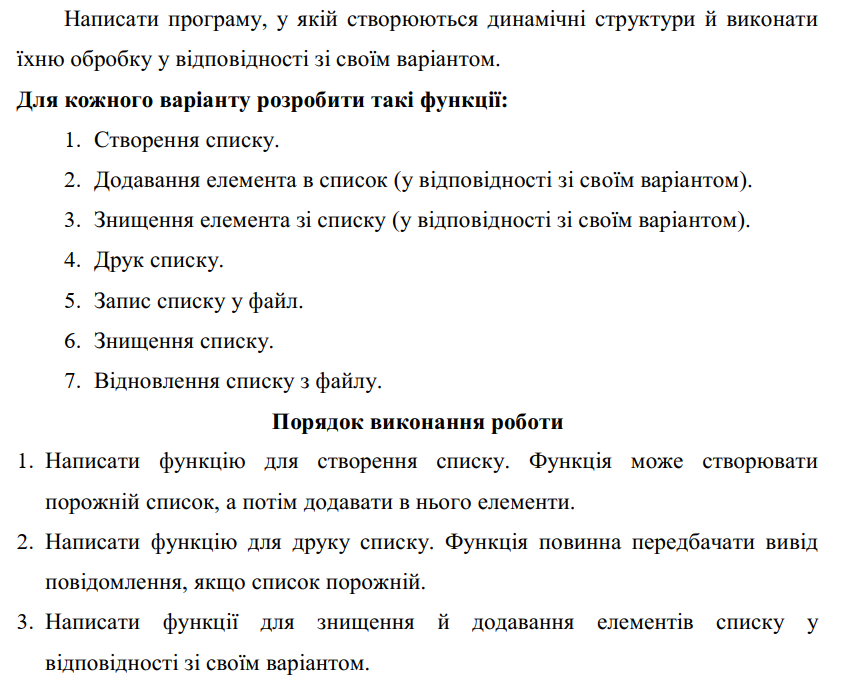 Написати програму, у якій створюються динамічні структури й виконати
їхню обробку у відповідності зі своїм варіантом.
Для кожного варіанту розробити такі функції:
1. Створення списку.
2. Додавання елемента в список (у відповідності зі своїм варіантом).
3. Знищення елемента зі списку (у відповідності зі своїм варіантом).
4. Друк списку.
5. Запис списку у файл.
6. Знищення списку.
7. Відновлення списку з файлу.
Порядок виконання роботи
1. Написати функцію для створення списку. Функція може створювати
порожній список, а потім додавати в нього елементи.
2. Написати функцію для друку списку. Функція повинна передбачати вивід
повідомлення, якщо список порожній.
3. Написати функції для знищення й додавання елементів списку у
відповідності зі своїм варіантом.